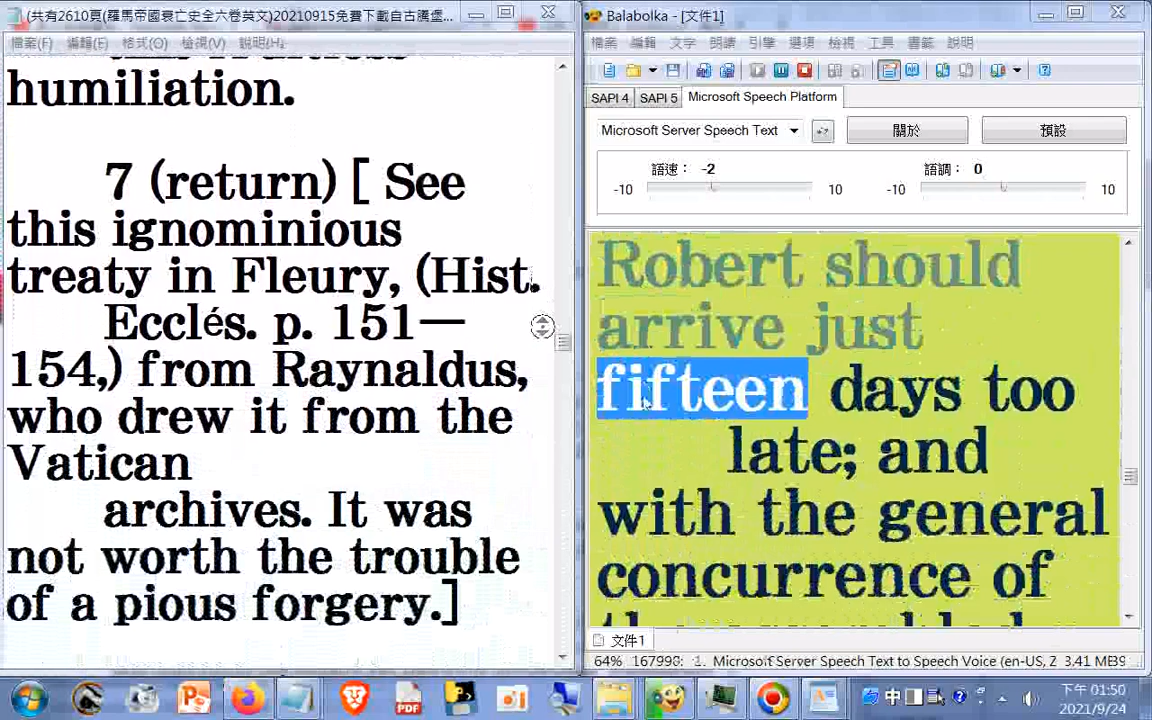 (共有2610頁(羅馬帝國衰亡史全六卷英文)20210915免費下載自古騰堡...
檔案(F) 編輯(E) 格式(O) 檢視(V) 說明(H)
humiliation.
7 (return) [ See
this ignominious
treaty in Fleury, (Hist.
Ecclés. p. 151—
154,) from Raynaldus,
who drew it from the
Vatican
archives. It was
not worth the trouble
of a pious forgery.]
Balabolka - [文件1]
檔案 編輯 文字 朗讀 引擎 選項 檢視 工具 書籤 說明
SAPI 4 SAPI 5 Microsoft Speech Platform
Microsoft Server Speech Text 關於 預設
語速： -2 語調： 0
-10 10 -10 10
Robert should
arrive just
fifteen days too
late; and
with the general
concurrence of
文件1
64% 167998: 1. Microsoft Server Speech Text to Speech Voice (en-US, Z 3.41 MB
中
下午 01:50
2021/9/24